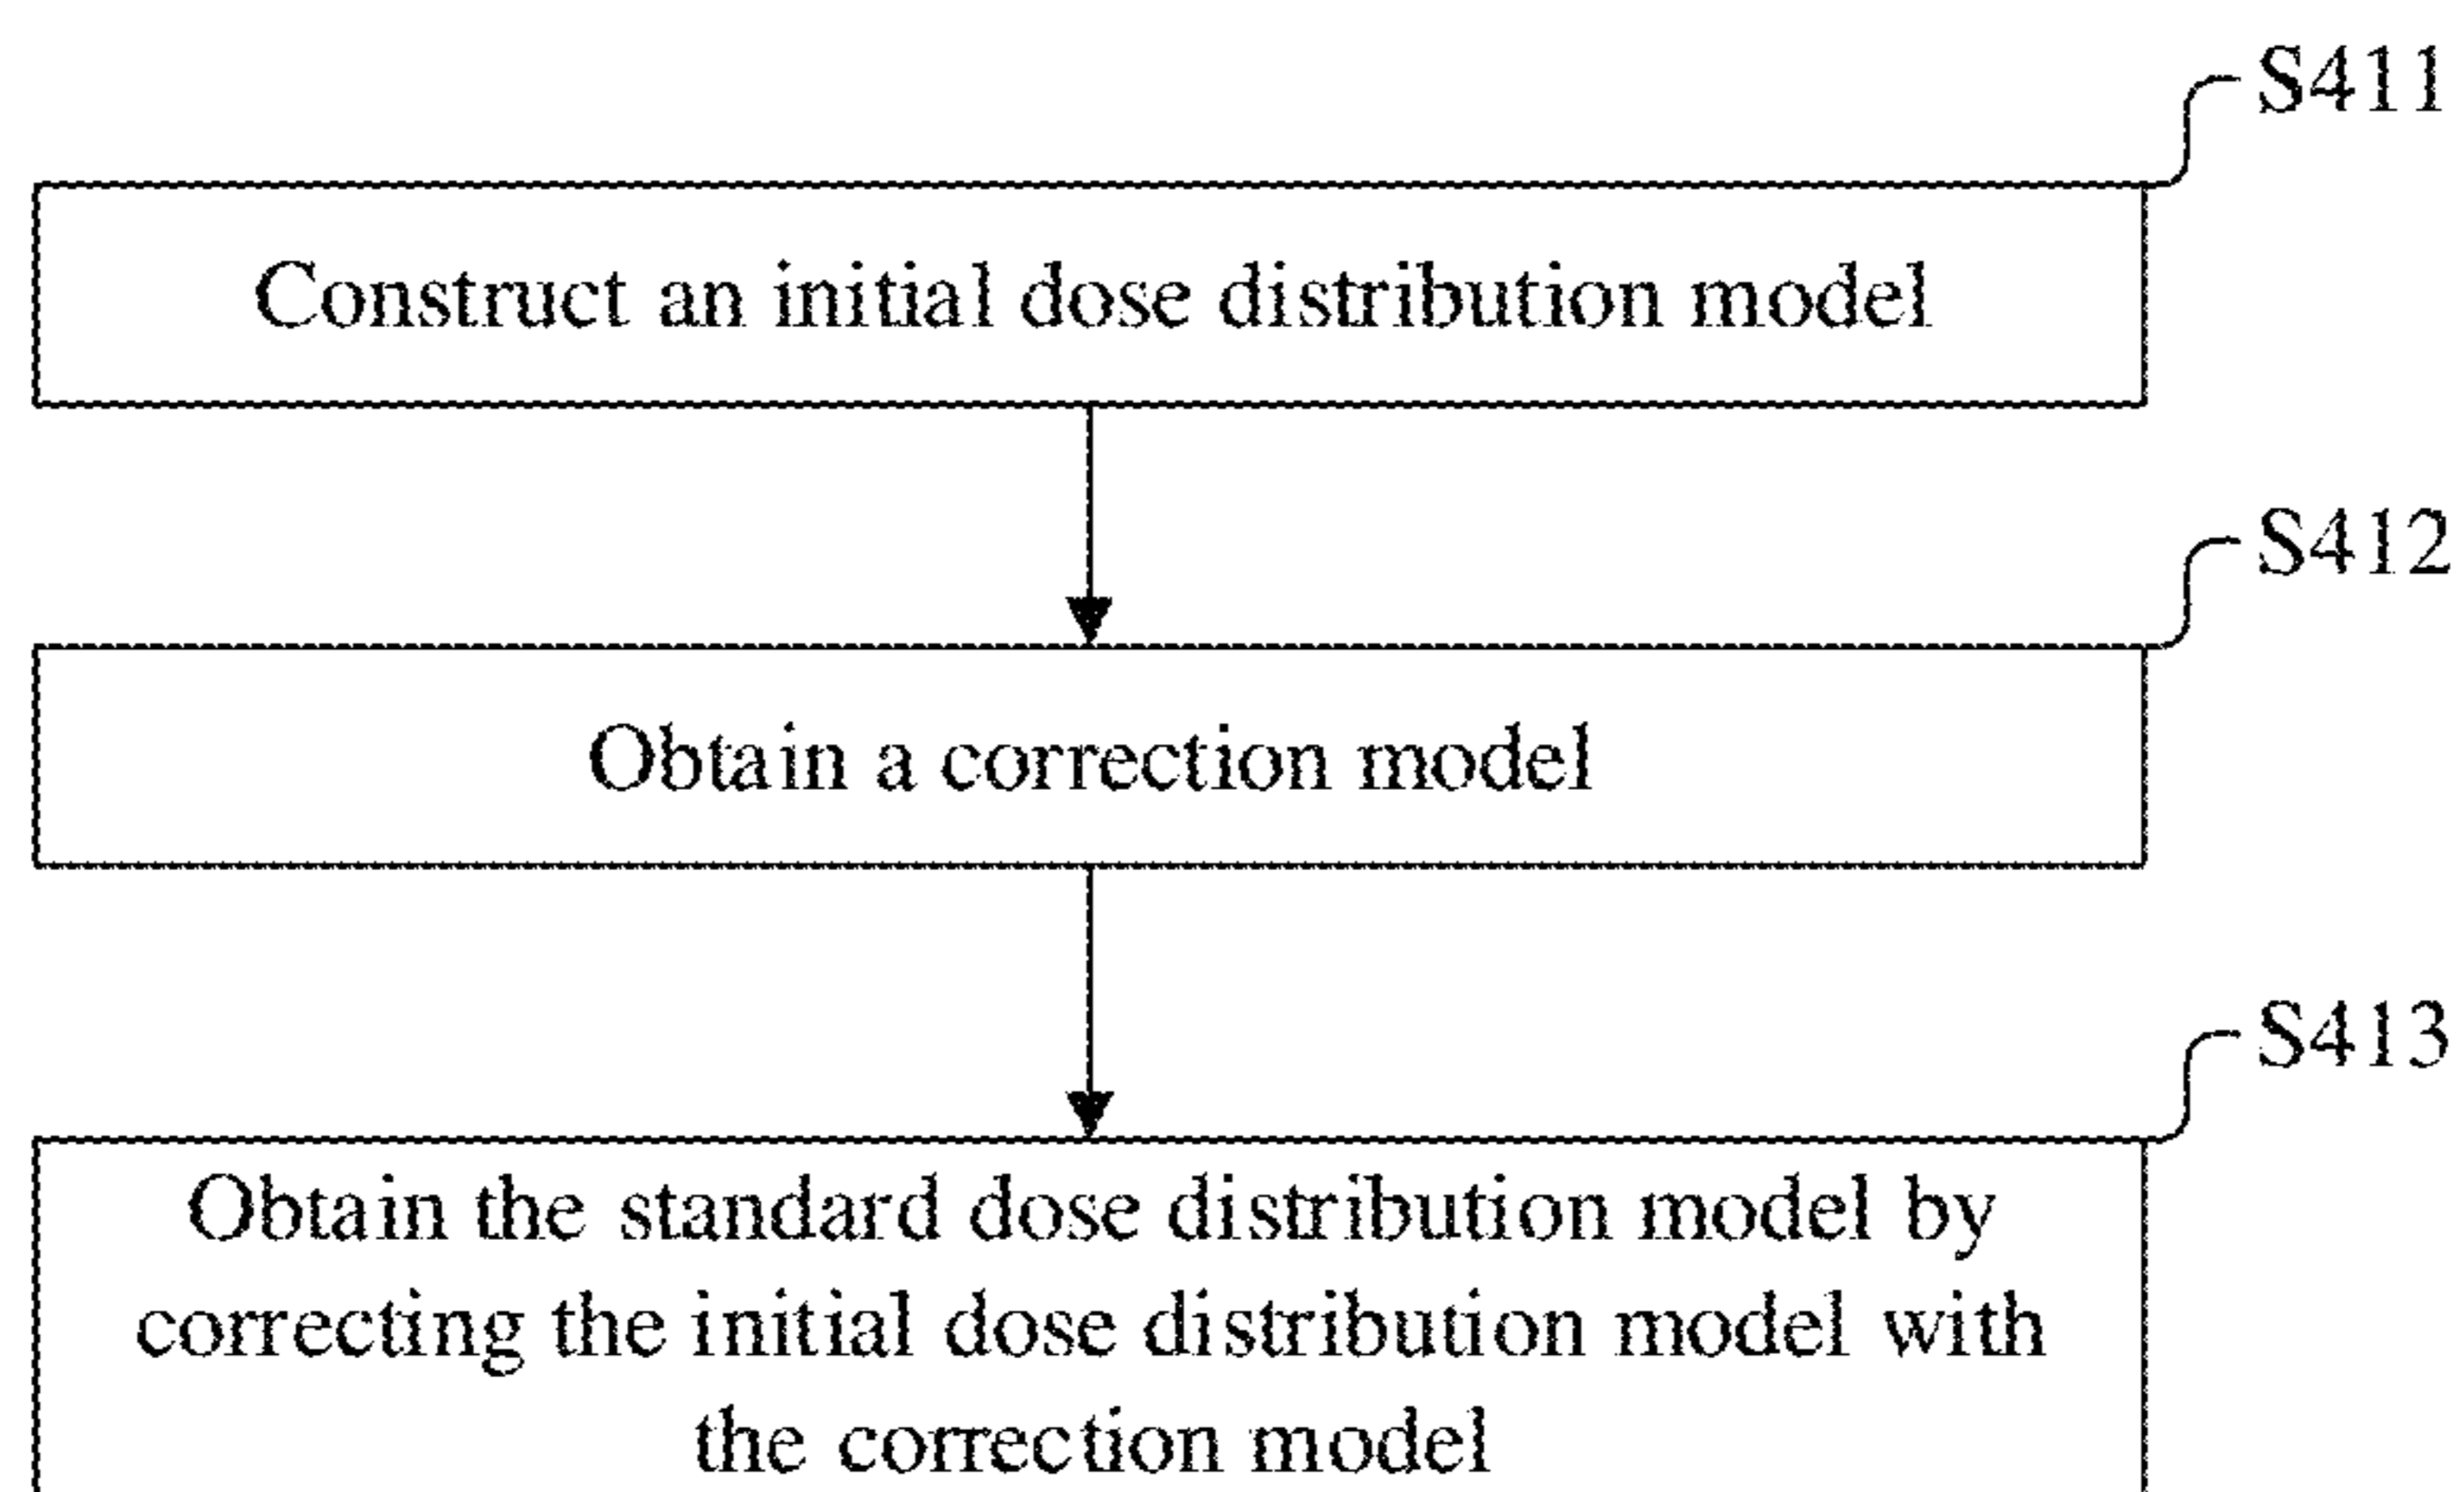 S411
Construct an initial dose distribution model
S412
Obtain a correction model
S413
Obtain the standard dose distribution model by
correcting the initial dose distribution model with
the correction model